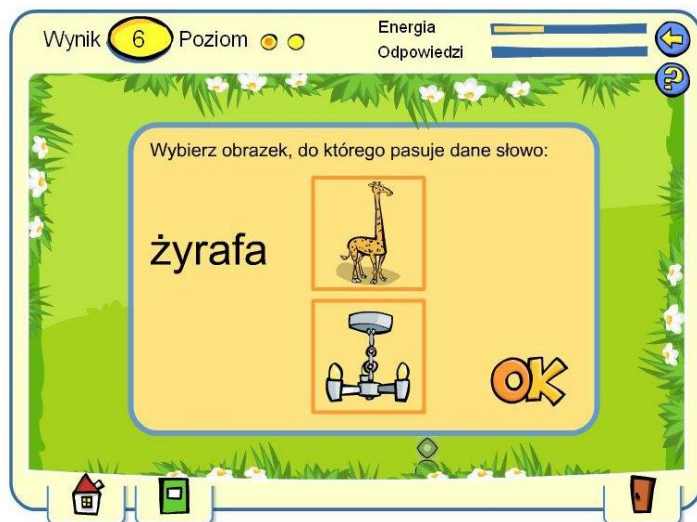 Wynik 6 Poziom
Energia
Odpowiedzi
?
Wybierz obrazek, do którego pasuje dane słowo:
żyrafa
OK